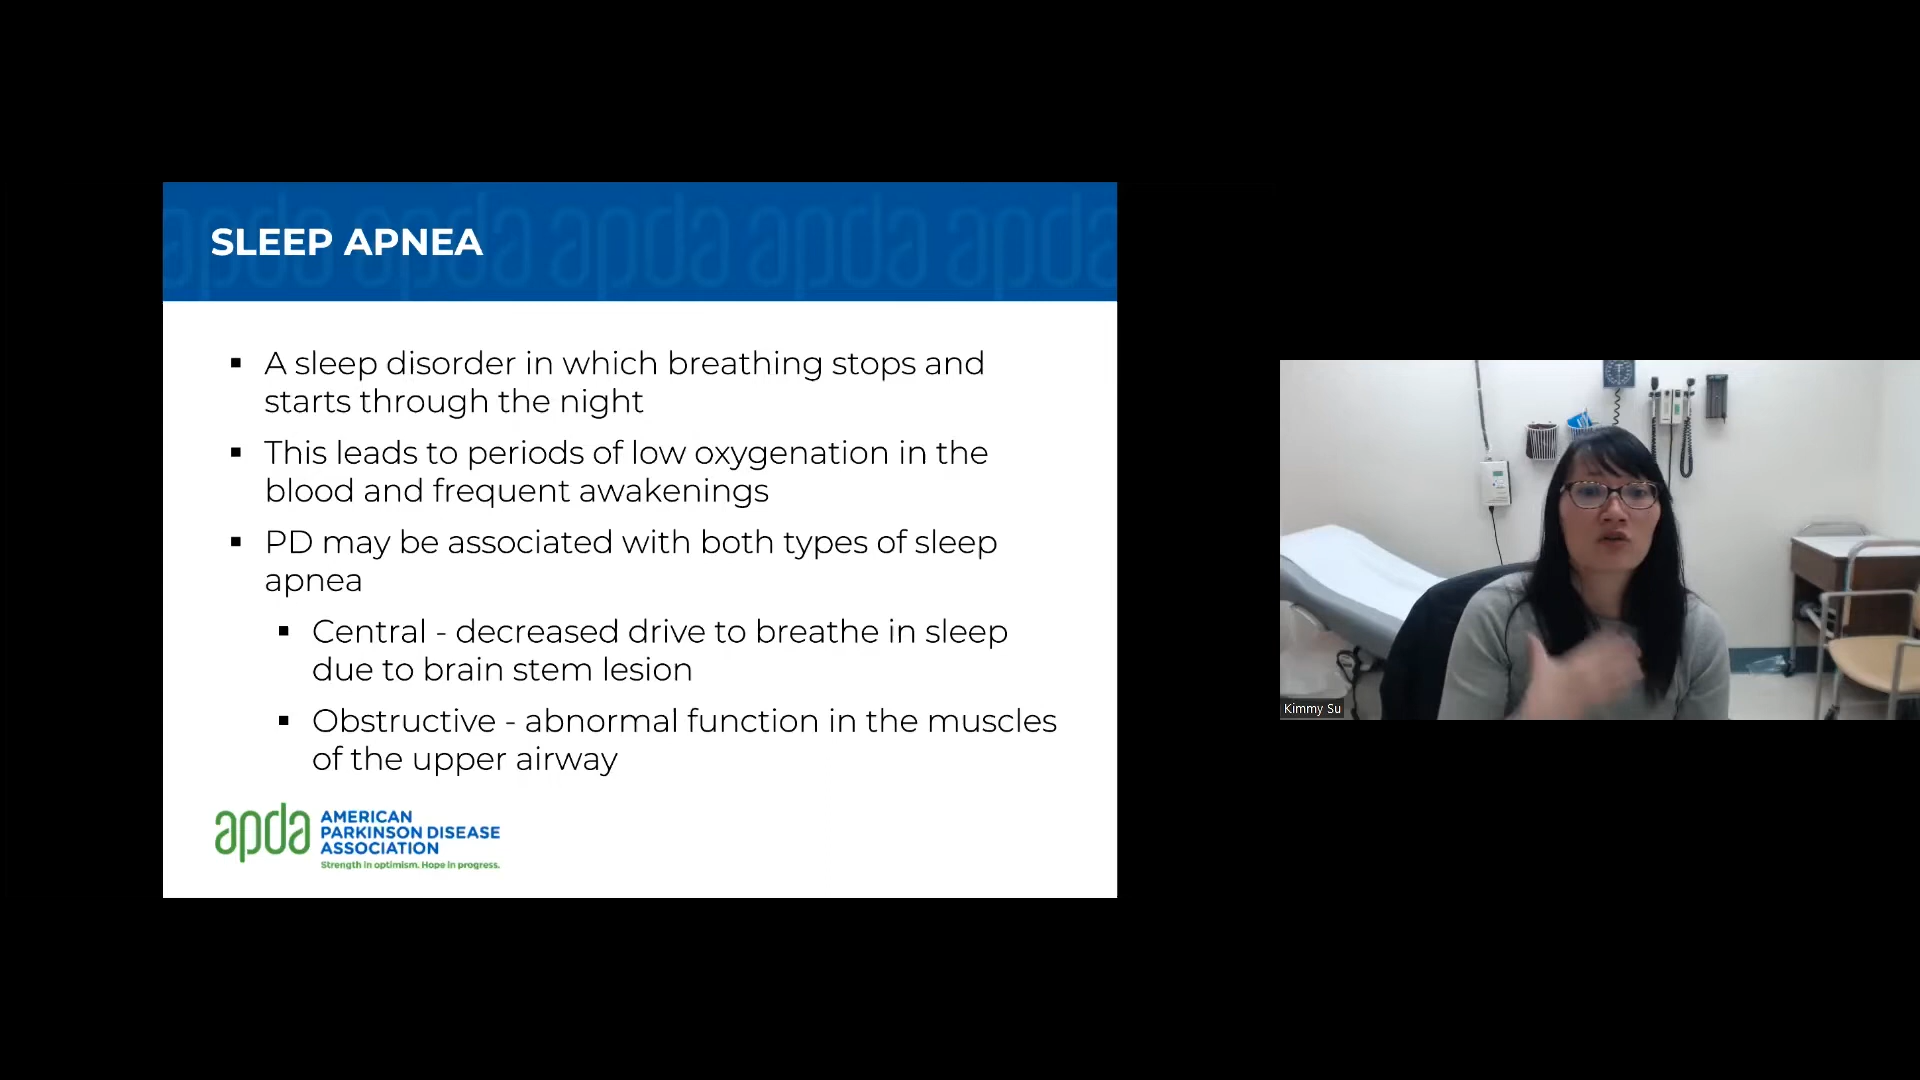 SLEEP APNEA
▪ A sleep disorder in which breathing stops and
starts through the night
▪ This leads to periods of low oxygenation in the
blood and frequent awakenings
▪ PD may be associated with both types of sleep
apnea
▪ Central - decreased drive to breathe in sleep
due to brain stem lesion
▪ Obstructive - abnormal function in the muscles
of the upper airway
apda
AMERICAN
PARKINSON DISEASE
ASSOCIATION
Strength in optimism. Hope in progress.
Kimmy Su